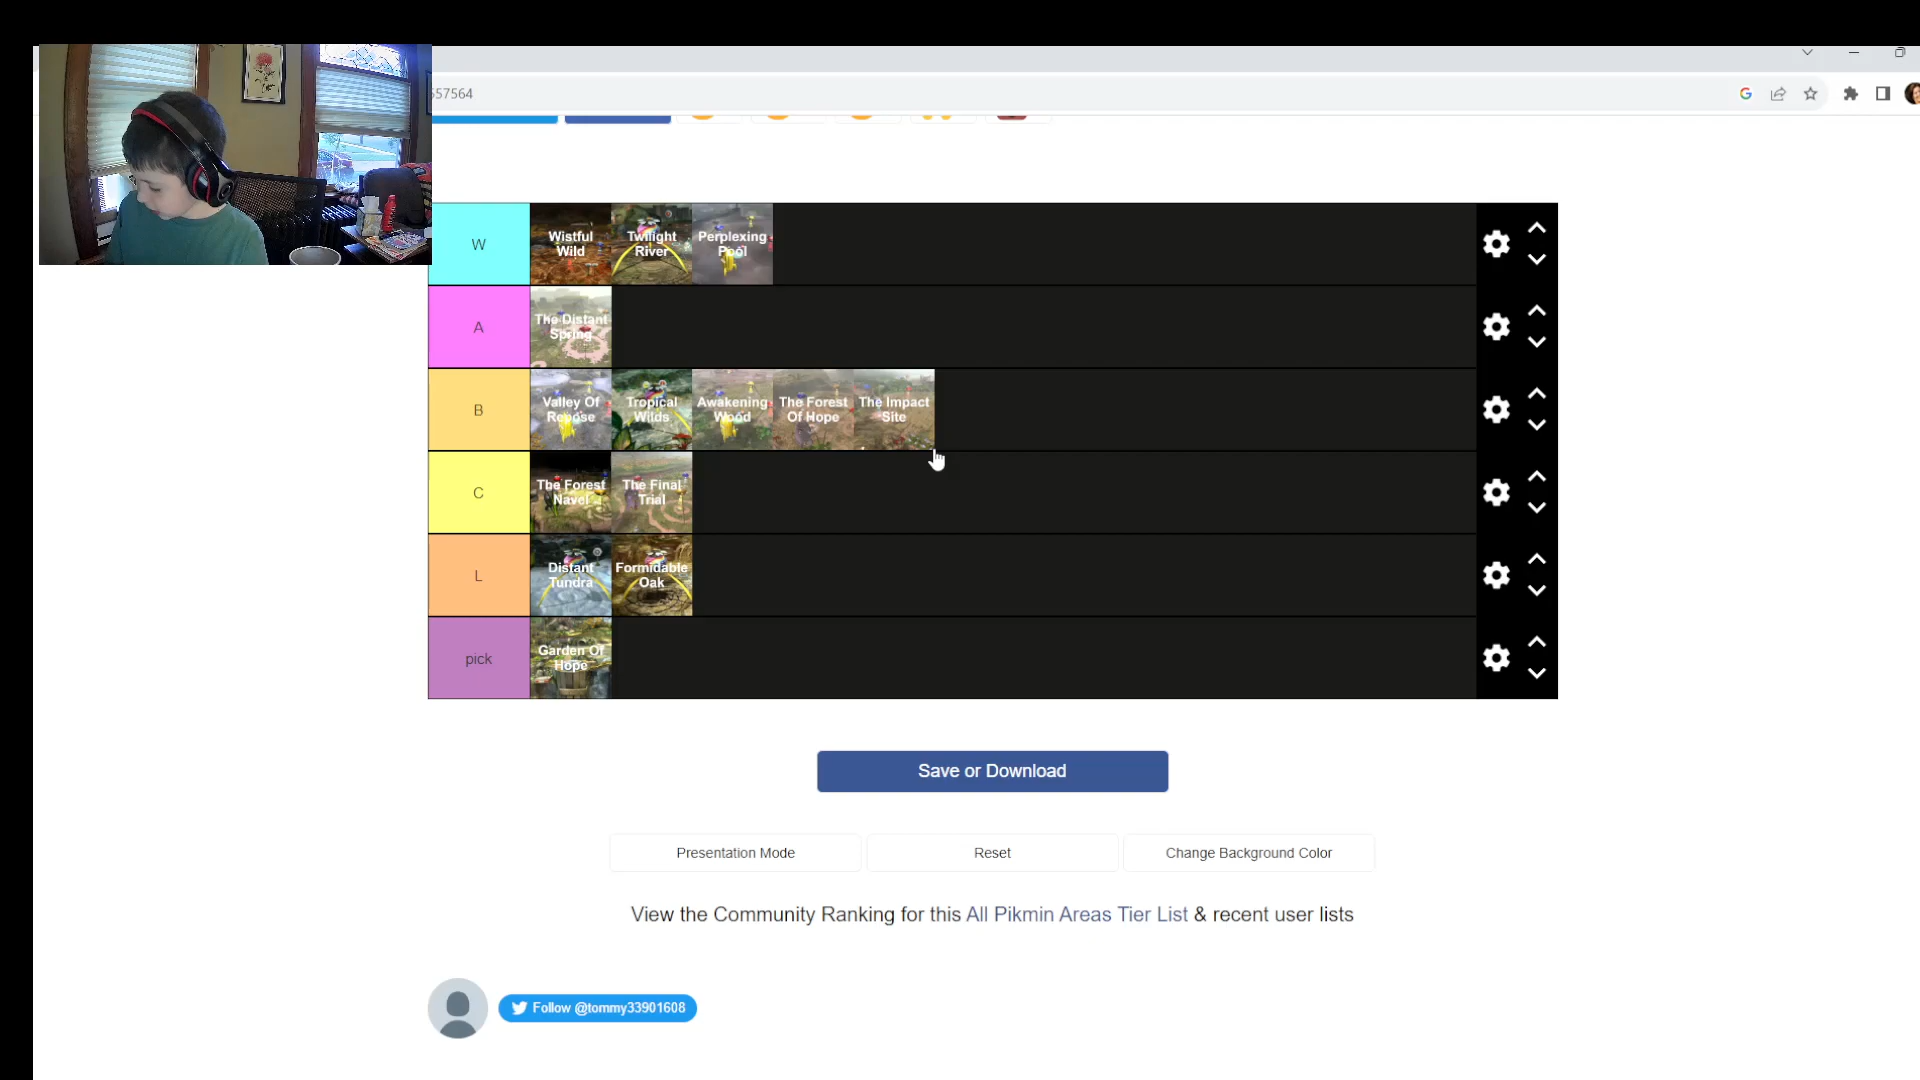 557564
W
Wistful
Wild
Twilight
River
Perplexing
Pool
A
The Distant
Spring
B
Valley Of
Repose
Tropical
Wilds
Awakening
Wood
The Forest
Of Hope
The Impact
Site
C
The Forest
Navel
The Final
Trial
L
Distant
Tundra
Formidable
Oak
pick
Garden Of
Hope
Save or Download
Presentation Mode
Reset
Change Background Color
View the Community Ranking for this All Pikmin Areas Tier List & recent user lists
Follow @tommy33901608